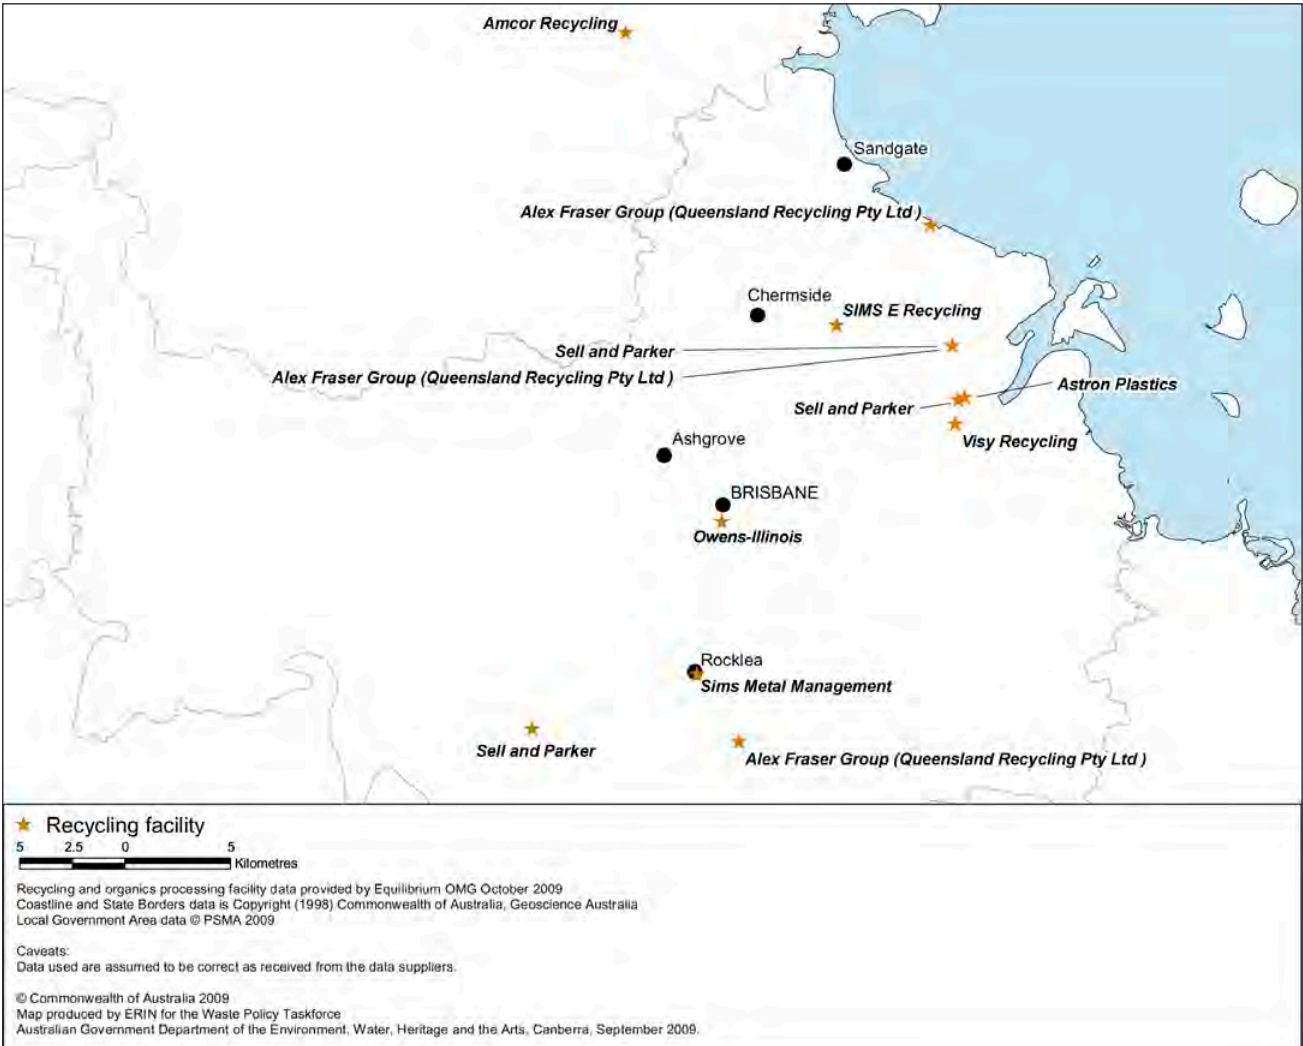 Amcor Recycling
Sandgate
Alex Fraser Group (Queensland Recycling Pty Ltd )
Chermside
SIMS E Recycling
Sell and Parker
Alex Fraser Group (Queensland Recycling Pty Ltd )
Astron Plastics
Sell and Parker
Visy Recycling
Ashgrove
BRISBANE
Owens-Illinois
Rocklea
Sims Metal Management
Sell and Parker
Alex Fraser Group (Queensland Recycling Pty Ltd )
Recycling facility
5 2.5 0 5
Kilometres
Recycling and organics processing facility data provided by Equilibrium OMG October 2009
Coastline and State Borders data is Copyright (1998) Commonwealth of Australia, Geoscience Australia
Local Government Area data © PSMA 2009
Caveats:
Data used are assumed to be correct as received from the data suppliers.
© Commonwealth of Australia 2009
Map produced by ERIN for the Waste Policy Taskforce
Australian Government Department of the Environment, Water, Heritage and the Arts, Canberra, September 2009.